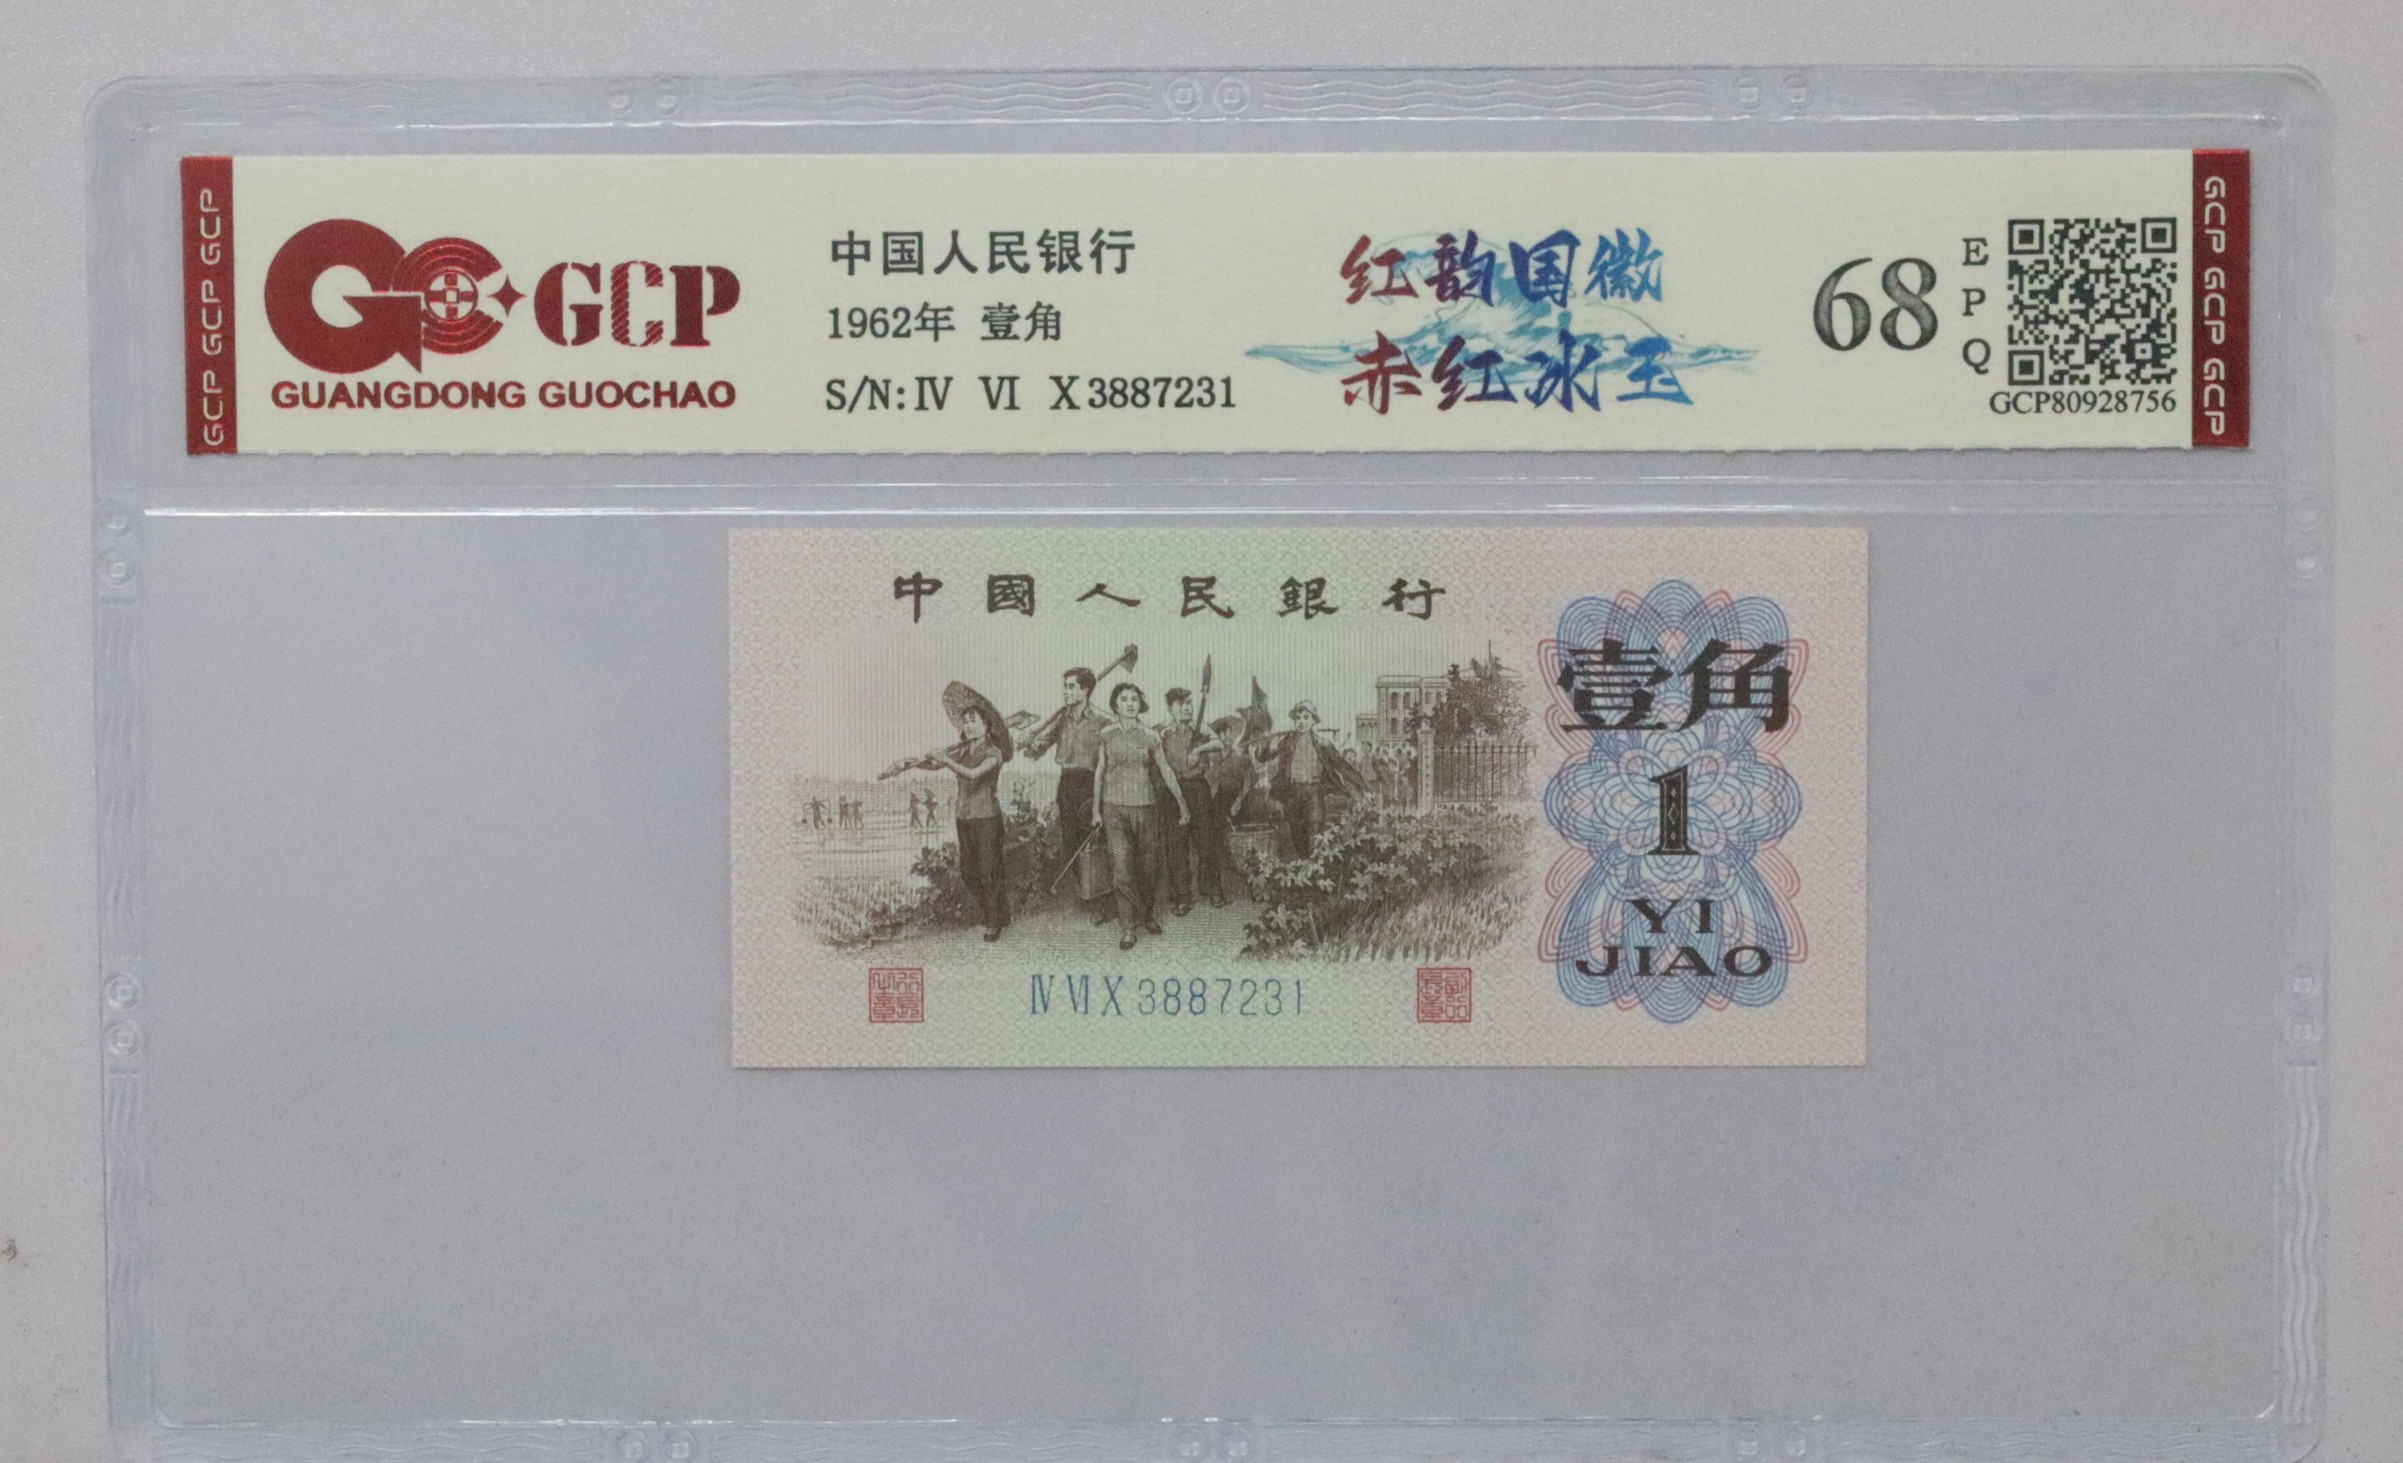 GCP GCP GCP
GCP
GUANGDONG GUOCHAO
中国人民银行
1962年 壹角
S/N: IV VI X 3887231
红韵国徽
赤红冰玉
68
EPQ
GCP80928756
GCP GCP GCP
中國人民銀行
壹角
1
YI
JIAO
IV VI X 3887231